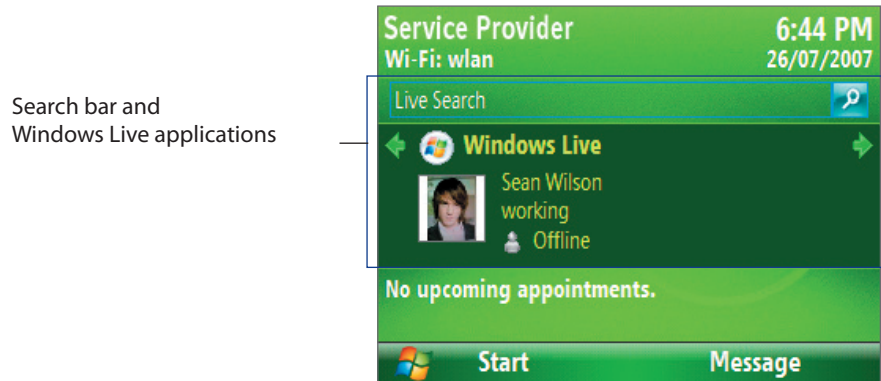 Service Provider
6:44 PM
Wi-Fi: wlan
26/07/2007
Search bar and
Windows Live applications
Live Search
Windows Live
Sean Wilson
working
Offline
No upcoming appointments.
Start
Message